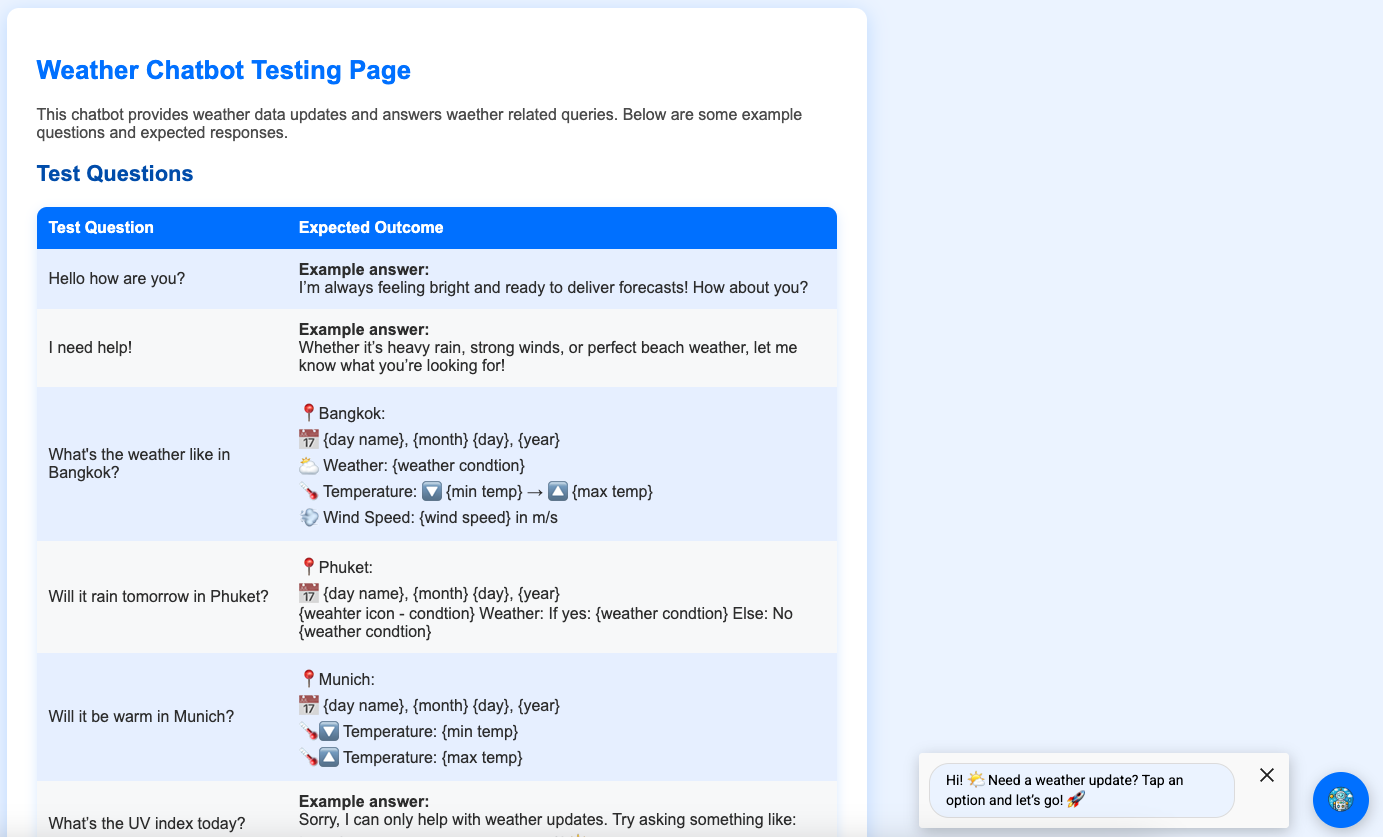 Weather Chatbot Testing Page
This chatbot provides weather data updates and answers waether related queries. Below are some example
questions and expected responses.
Test Questions
Test Question Expected Outcome
Hello how are you?
Example answer:
I'm always feeling bright and ready to deliver forecasts! How about you?
I need help!
Example answer:
Whether it's heavy rain, strong winds, or perfect beach weather, let me
know what you're looking for!
What's the weather like in
Bangkok?
📍Bangkok:
📅 {day name}, {month} {day}, {year}
🌥️ Weather: {weather condtion}
🌡️ Temperature: 🔽 {min temp} → 🔼 {max temp}
💨 Wind Speed: {wind speed} in m/s
Will it rain tomorrow in Phuket?
📍Phuket:
📅 {day name}, {month} {day}, {year}
{weahter icon - condtion} Weather: If yes: {weather condtion} Else: No
{weather condtion}
Will it be warm in Munich?
📍Munich:
📅 {day name}, {month} {day}, {year}
🌡️🔽 Temperature: {min temp}
🌡️🔼 Temperature: {max temp}
What's the UV index today?
Example answer:
Sorry, I can only help with weather updates. Try asking something like:
Hi! 🌤️ Need a weather update? Tap an
option and let's go! 🚀